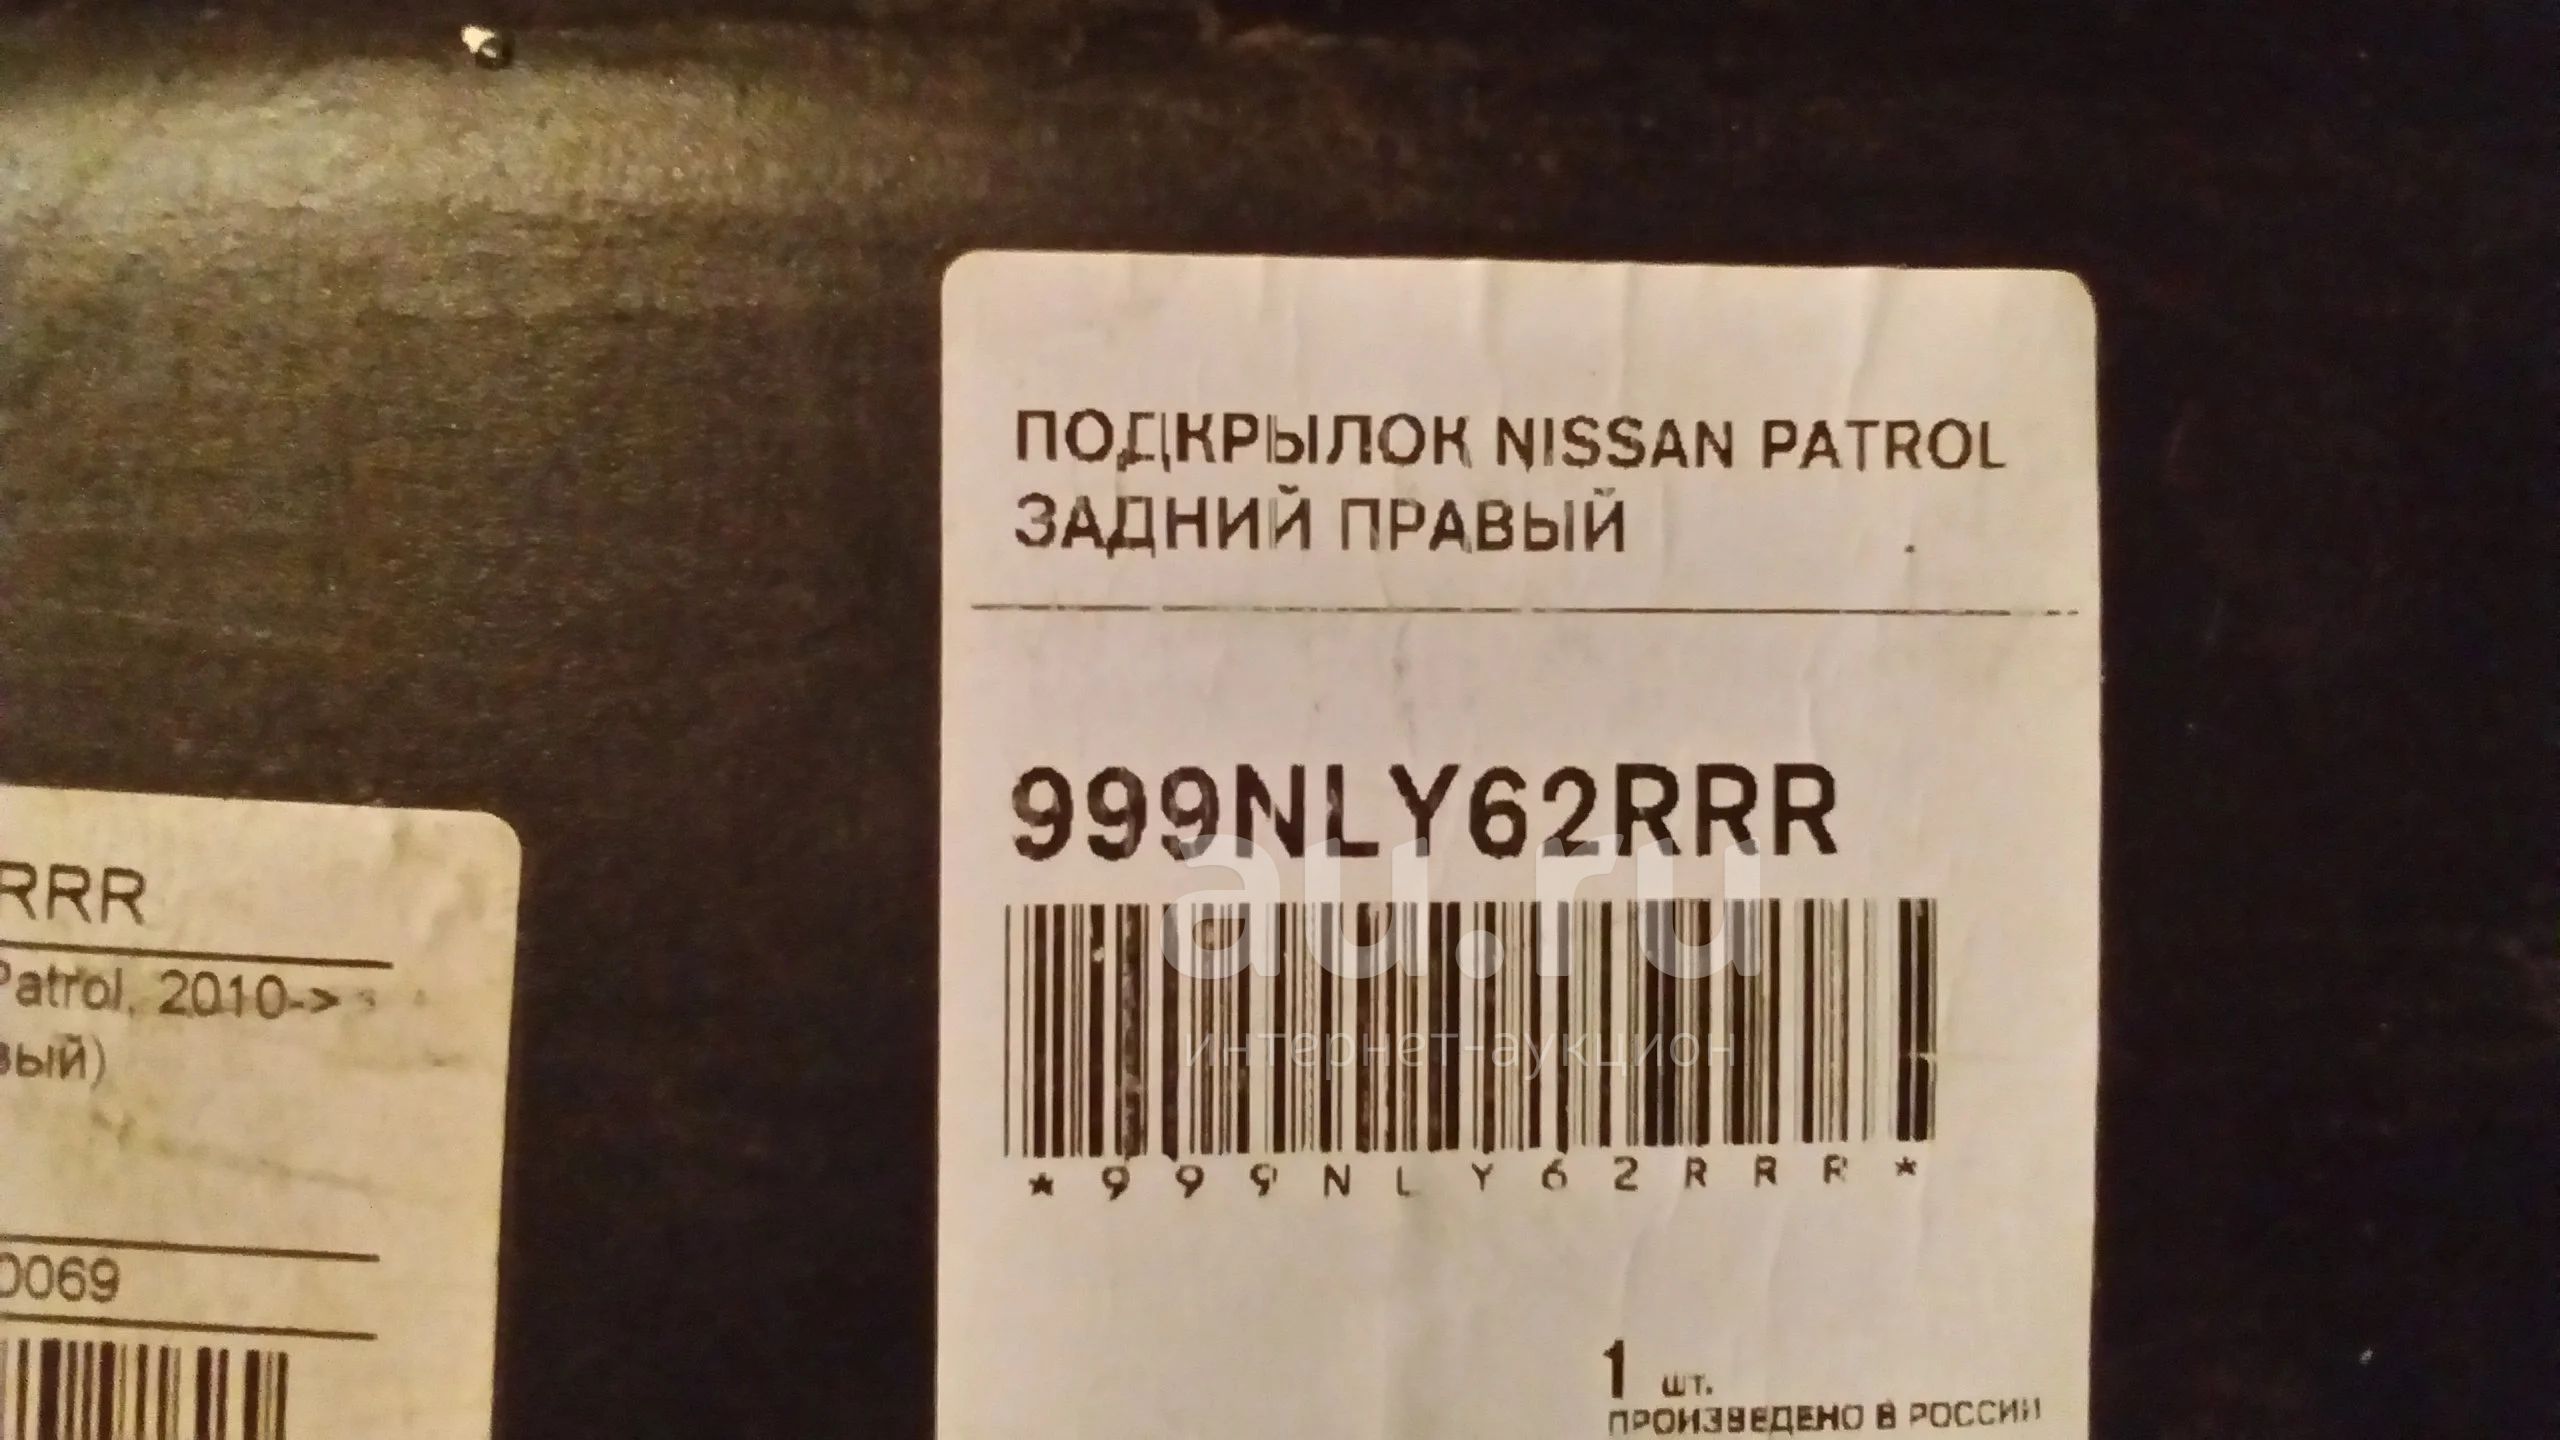 ПОДКРЫЛОК NISSAN PATROL
ЗАДНИЙ ПРАВЫЙ
999NLY62RRR
*999NLY62RRR*
1 шт.
ПРОИЗВЕДЕНО В РОССИИ
RRR
Patrol, 2010->
вый)
0069
au.ru
интернет-аукцион